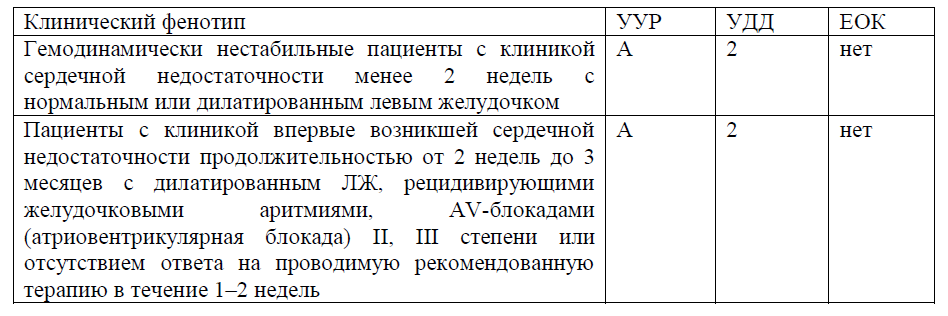 Клинический фенотип УУР УДД ЕОК
Гемодинамически нестабильные пациенты с клиникой А 2 нет
сердечной недостаточности менее 2 недель с
нормальным или дилатированным левым желудочком
Пациенты с клиникой впервые возникшей сердечной А 2 нет
недостаточности продолжительностью от 2 недель до 3
месяцев с дилатированным ЛЖ, рецидивирующими
желудочковыми аритмиями, AV-блокадами
(атриовентрикулярная блокада) II, III степени или
отсутствием ответа на проводимую рекомендованную
терапию в течение 1–2 недель